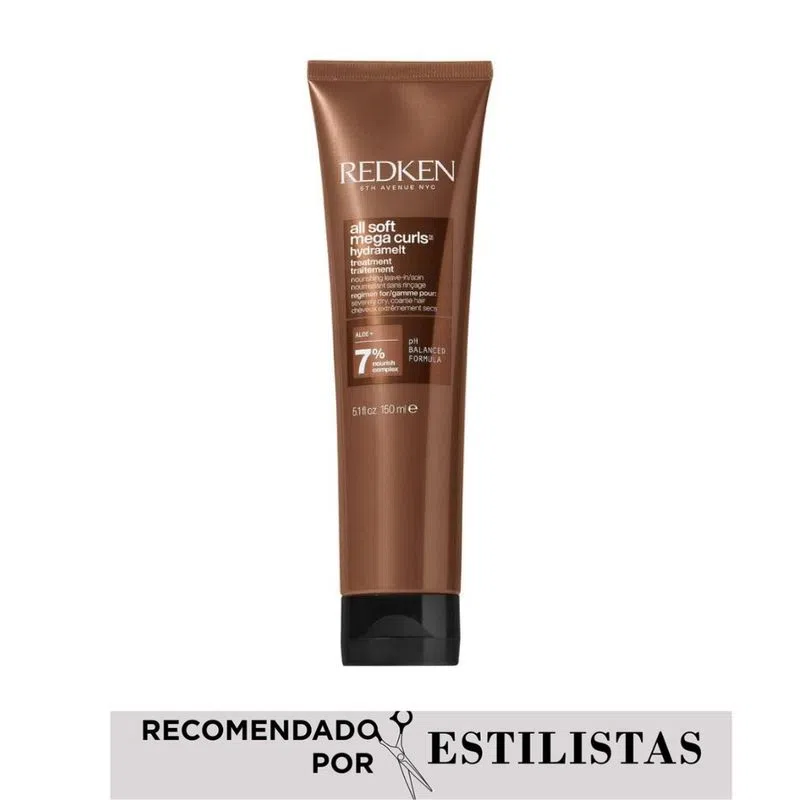 REDKEN
5TH AVENUE NYC
all soft
mega curls
hydramelt
treatment
traitement
nourishing leave-in/soin
nourrissant sans rinçage
regimen for/gamme pour:
severely dry, coarse hair
cheveux extrêmement secs
ALOE +
7%
nourish
complex
pH
BALANCED
FORMULA
5.1 fl oz 150 ml e
RECOMENDADO
POR
ESTILISTAS